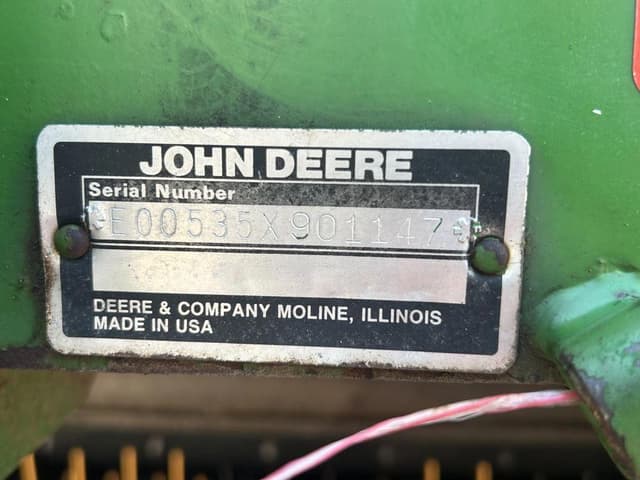 JOHN DEERE
Serial Number
E00535X901147
DEERE & COMPANY MOLINE, ILLINOIS
MADE IN USA